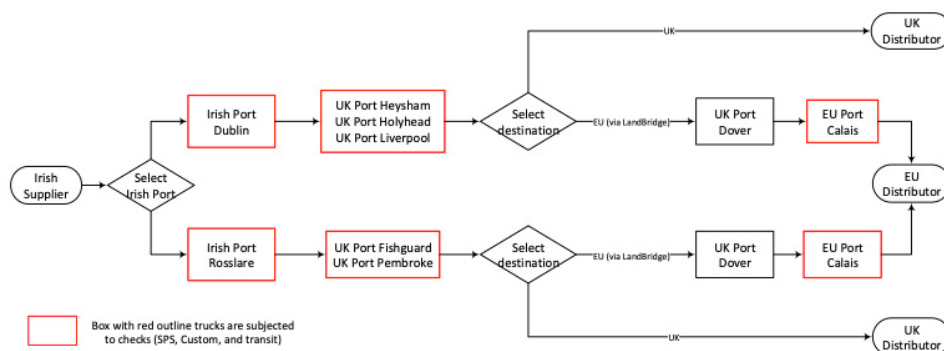 UK
UK
Distributor
Irish Port
Dublin
UK Port Heysham
UK Port Holyhead
UK Port Liverpool
Select
destination
EU (via LandBridge)
UK Port
Dover
EU Port
Calais
Irish
Supplier
Select
Irish Port
EU
Distributor
Irish Port
Rosslare
UK Port Fishguard
UK Port Pembroke
Select
destination
EU (via LandBridge)
UK Port
Dover
EU Port
Calais
Box with red outline trucks are subjected
to checks (SPS, Custom, and transit)
UK
UK
Distributor